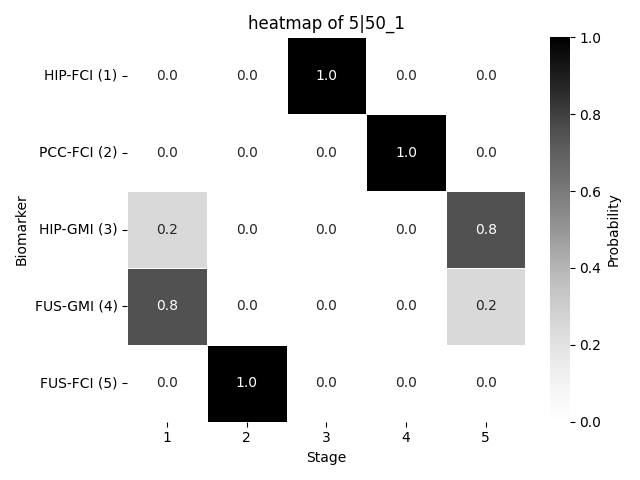 heatmap of 5|50_1
HIP-FCI (1)
0.0 0.0 1.0 0.0 0.0
PCC-FCI (2)
0.0 0.0 0.0 1.0 0.0
HIP-GMI (3)
0.2 0.0 0.0 0.0 0.8
FUS-GMI (4)
0.8 0.0 0.0 0.0 0.2
FUS-FCI (5)
0.0 1.0 0.0 0.0 0.0
1 2 3 4 5
Stage
Biomarker
1.0
0.8
0.6
0.4
0.2
0.0
Probability